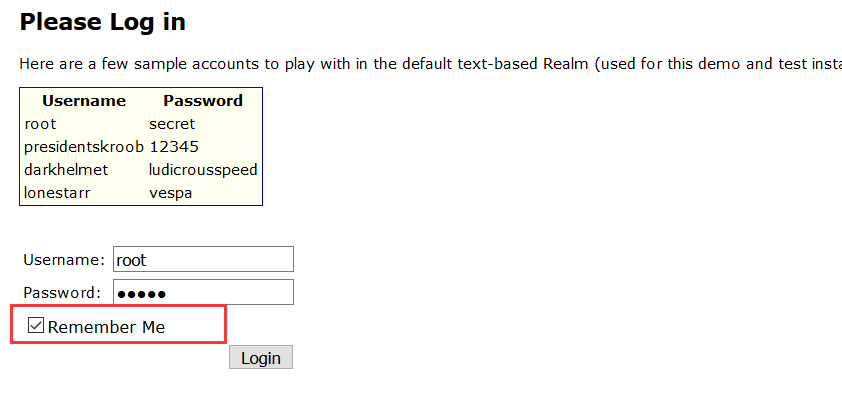 Please Log in
Here are a few sample accounts to play with in the default text-based Realm (used for this demo and test
Username Password
root secret
presidentskroob 12345
darkhelmet ludicrousspeed
lonestarr vespa
Username: root
Password: ●●●●●
Remember Me
Login